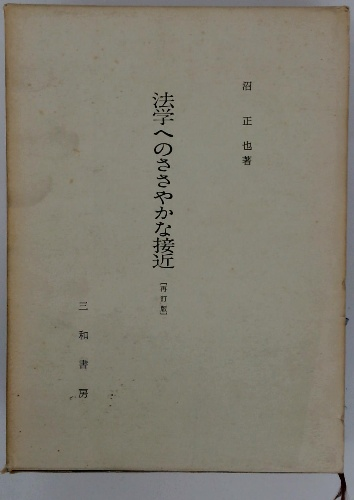 沼正也著
法学へのささやかな接近
［再訂版］
三和書房